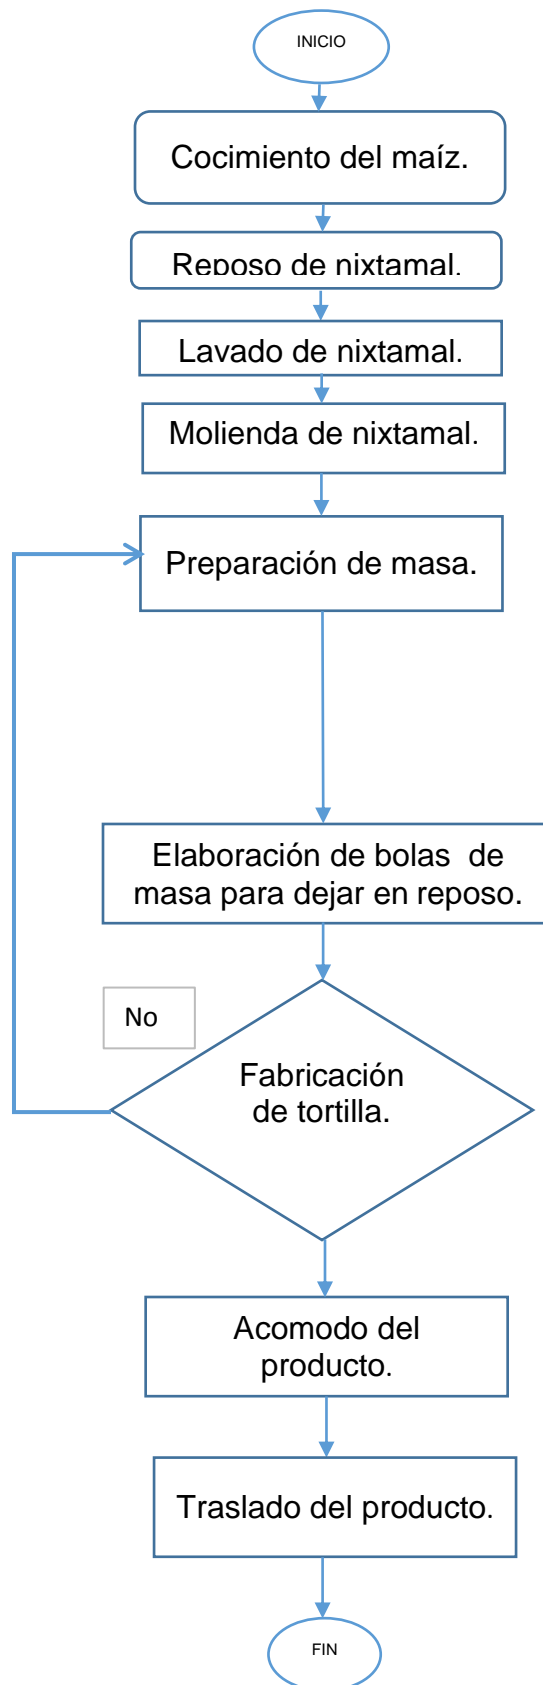 INICIO
Cocimiento del maíz.
Reposo de nixtamal.
Lavado de nixtamal.
Molienda de nixtamal.
Preparación de masa.
Elaboración de bolas  de
masa para dejar en reposo.
No
Fabricación
de tortilla.
Acomodo del
producto.
Traslado del producto.
FIN